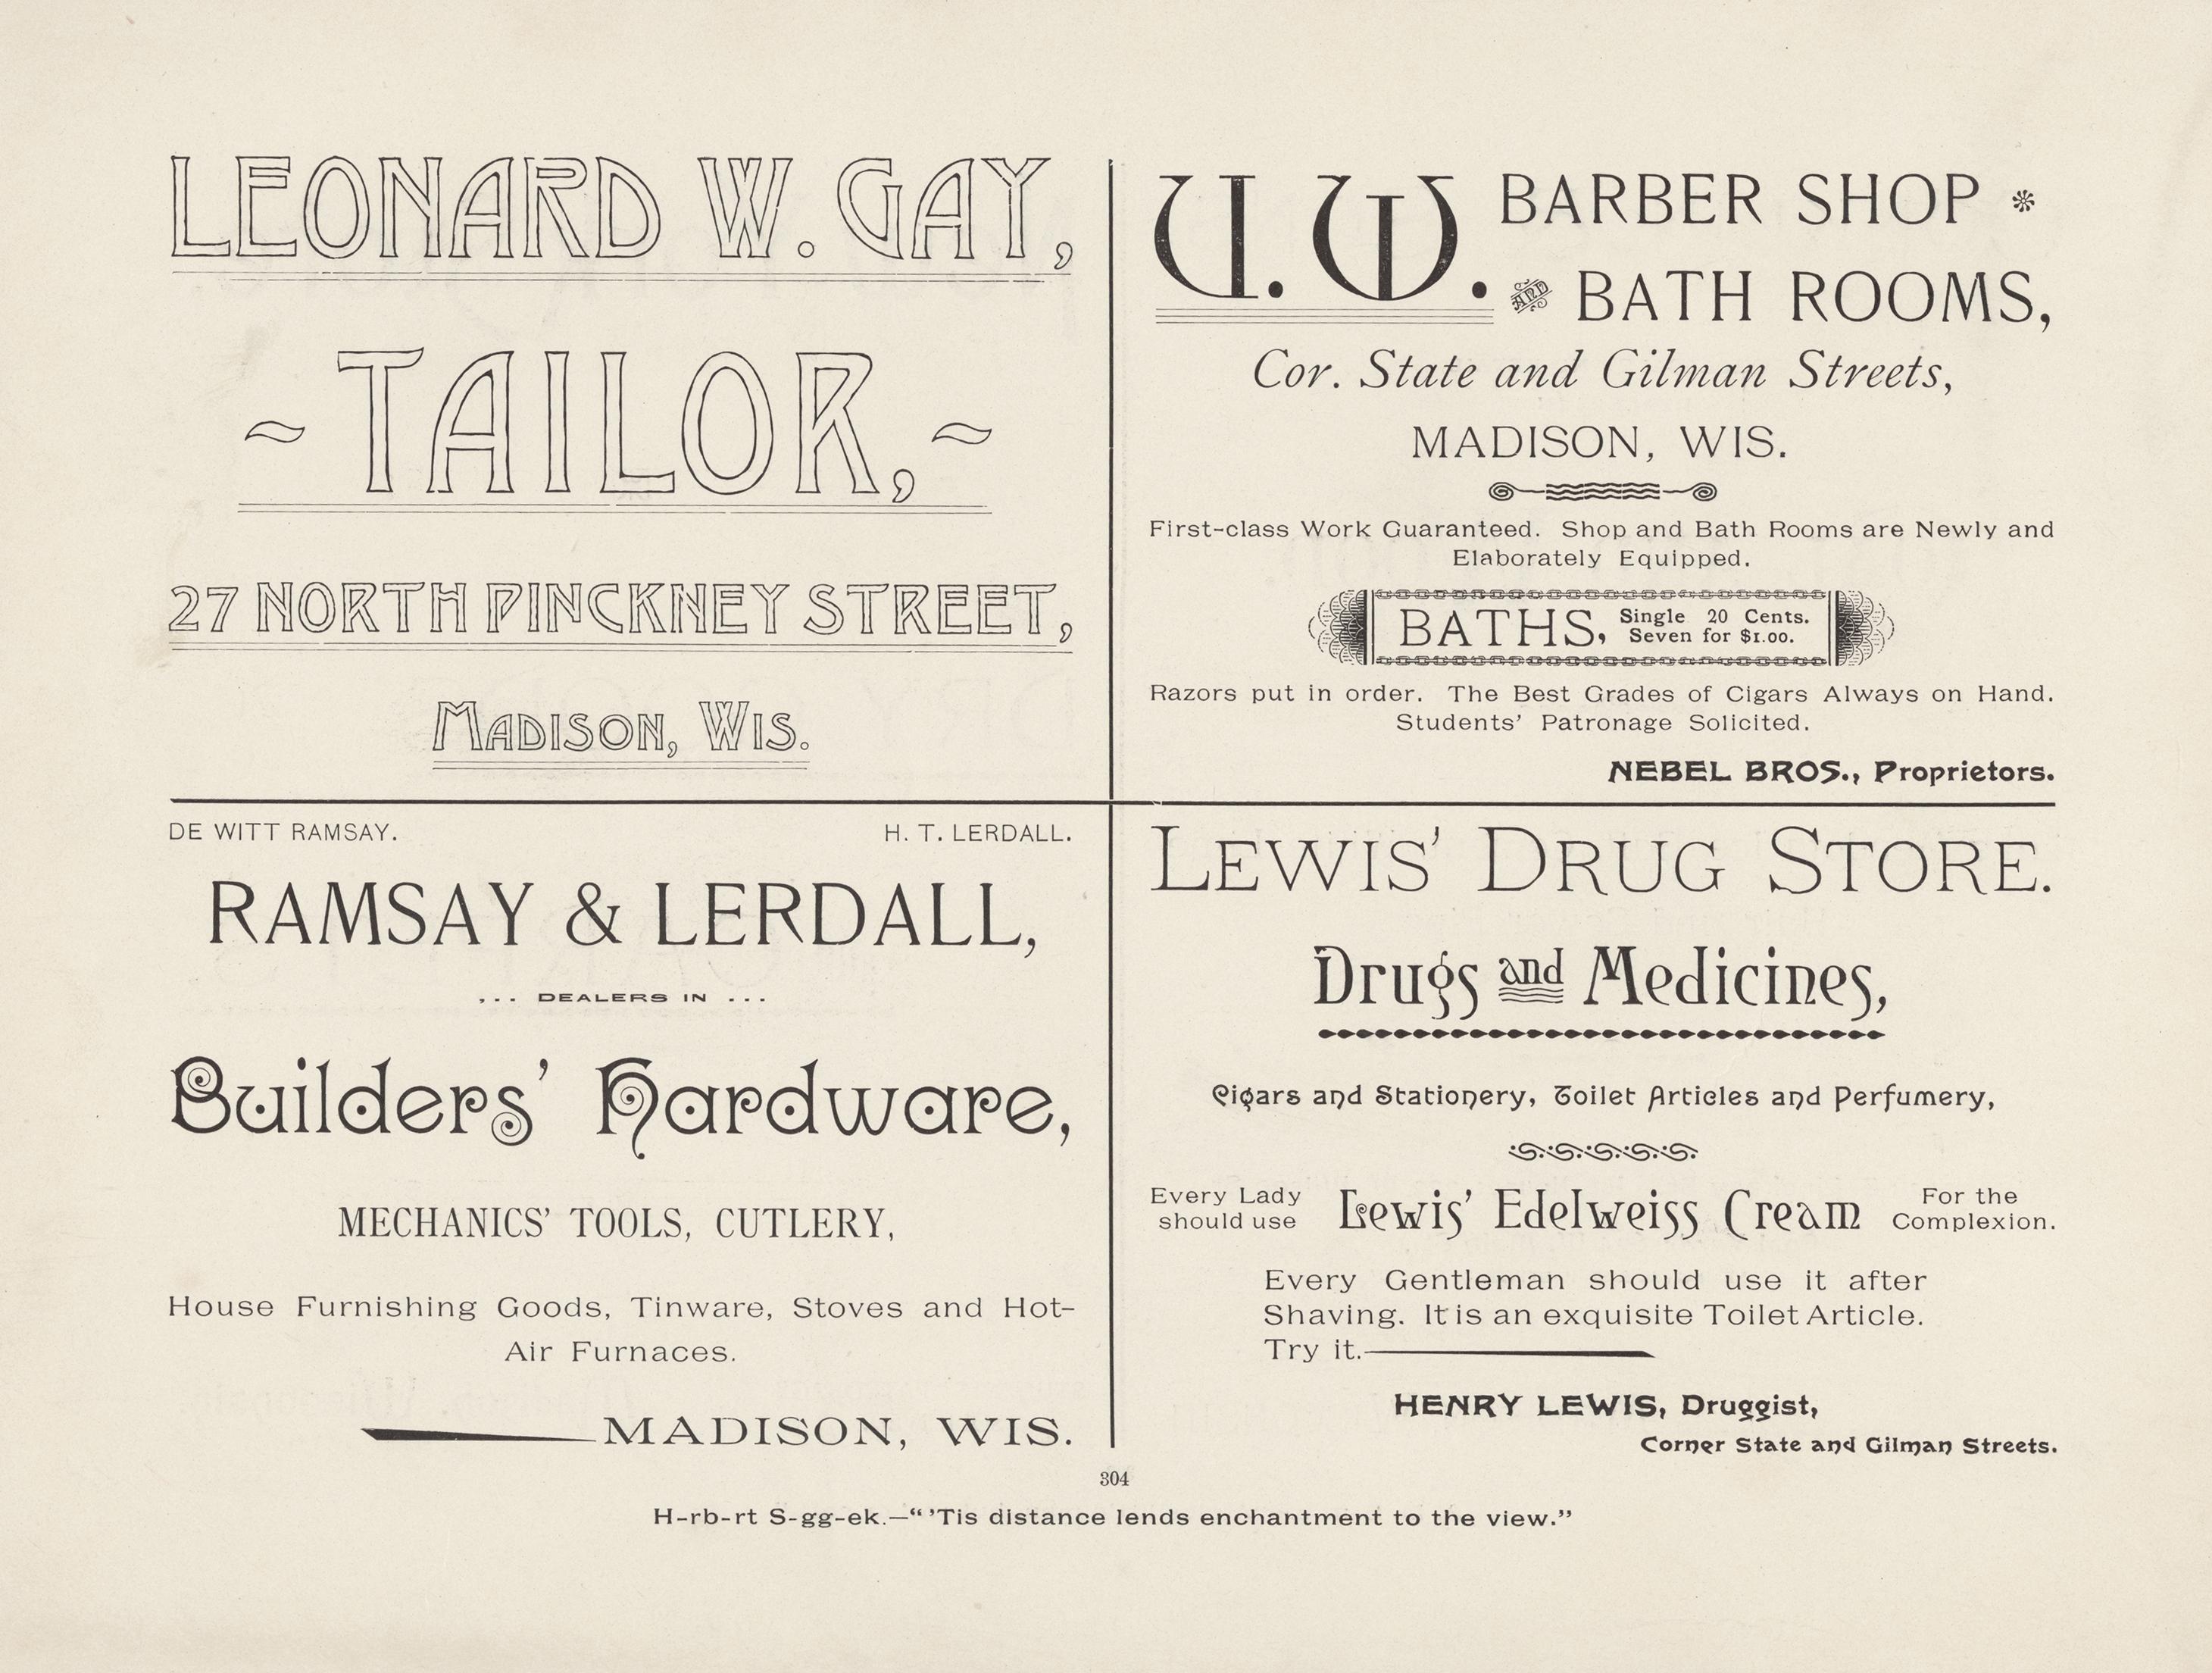 LEONARD W. GAY,
~TAILOR,~
27 NORTH PINCKNEY STREET,
MADISON, WIS.
U. W. BARBER SHOP
AND BATH ROOMS,
Cor. State and Gilman Streets,
MADISON, WIS.
First-class Work Guaranteed. Shop and Bath Rooms are Newly and
Elaborately Equipped.
BATHS, Single 20 Cents.
Seven for $1.00.
Razors put in order. The Best Grades of Cigars Always on Hand.
Students' Patronage Solicited.
NEBEL BROS., Proprietors.
DE WITT RAMSAY. H. T. LERDALL.
RAMSAY & LERDALL,
... DEALERS IN ...
Builders' Hardware,
MECHANICS' TOOLS, CUTLERY,
House Furnishing Goods, Tinware, Stoves and Hot-
Air Furnaces.
MADISON, WIS.
LEWIS' DRUG STORE.
Drugs and Medicines,
Cigars and Stationery, Toilet Articles and Perfumery,
Every Lady
should use
Lewis' Edelweiss Cream
For the
Complexion.
Every Gentleman should use it after
Shaving. It is an exquisite Toilet Article.
Try it.
HENRY LEWIS, Druggist,
Corner State and Gilman Streets.
304
H-rb-rt S-gg-ek.—“'Tis distance lends enchantment to the view.”